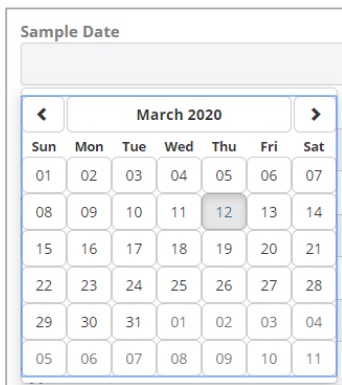 Sample Date
March 2020
Sun Mon Tue Wed Thu Fri Sat
01 02 03 04 05 06 07
08 09 10 11 12 13 14
15 16 17 18 19 20 21
22 23 24 25 26 27 28
29 30 31 01 02 03 04
05 06 07 08 09 10 11